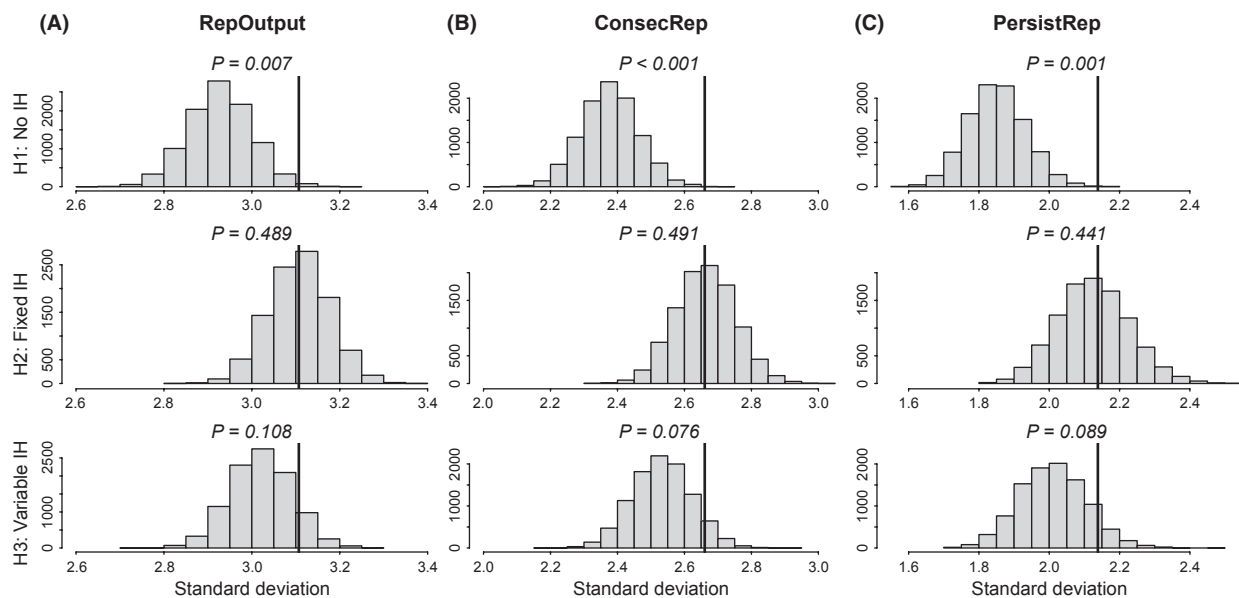 (A) RepOutput (B) ConsecRep (C) PersistRep
P = 0.007 P < 0.001 P = 0.001
H1: No IH
0 1000 2000
2.6 2.8 3.0 3.2 3.4
0 1000 2000
2.0 2.2 2.4 2.6 2.8 3.0
0 1000 2000
1.6 1.8 2.0 2.2 2.4
P = 0.489 P = 0.491 P = 0.441
H2: Fixed IH
0 500 1500 2500
2.6 2.8 3.0 3.2 3.4
0 500 1500
2.0 2.2 2.4 2.6 2.8 3.0
0 500 1500
1.6 1.8 2.0 2.2 2.4
P = 0.108 P = 0.076 P = 0.089
H3: Variable IH
0 1000 2500
2.6 2.8 3.0 3.2 3.4
0 1000 2000
2.0 2.2 2.4 2.6 2.8 3.0
0 1000 2000
1.6 1.8 2.0 2.2 2.4
Standard deviation Standard deviation Standard deviation